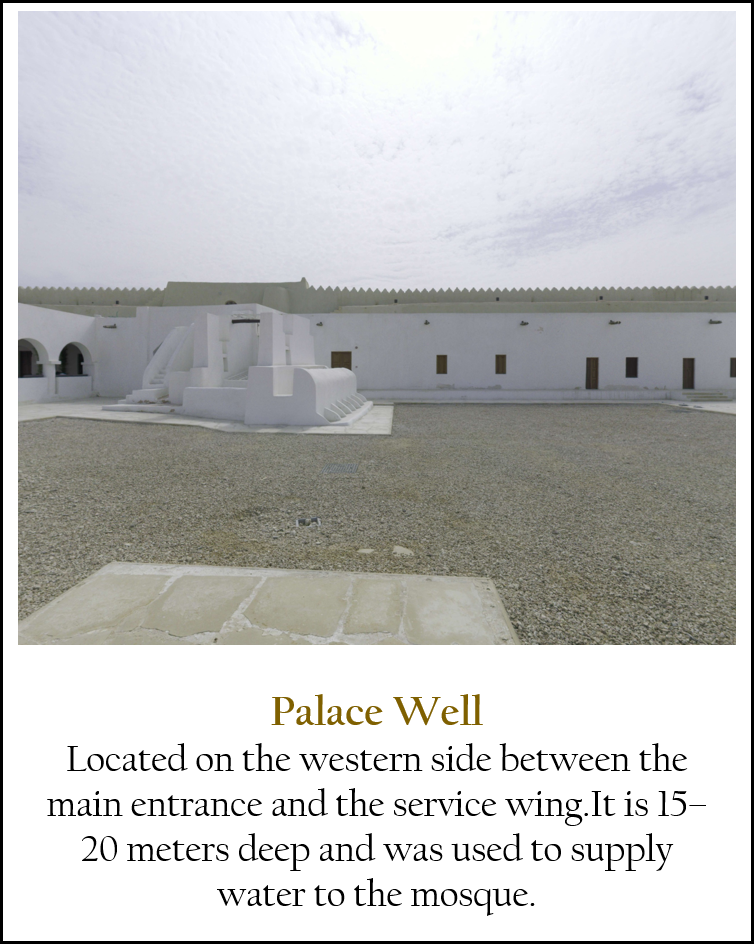 Palace Well
Located on the western side between the
main entrance and the service wing.It is 15–
20 meters deep and was used to supply
water to the mosque.